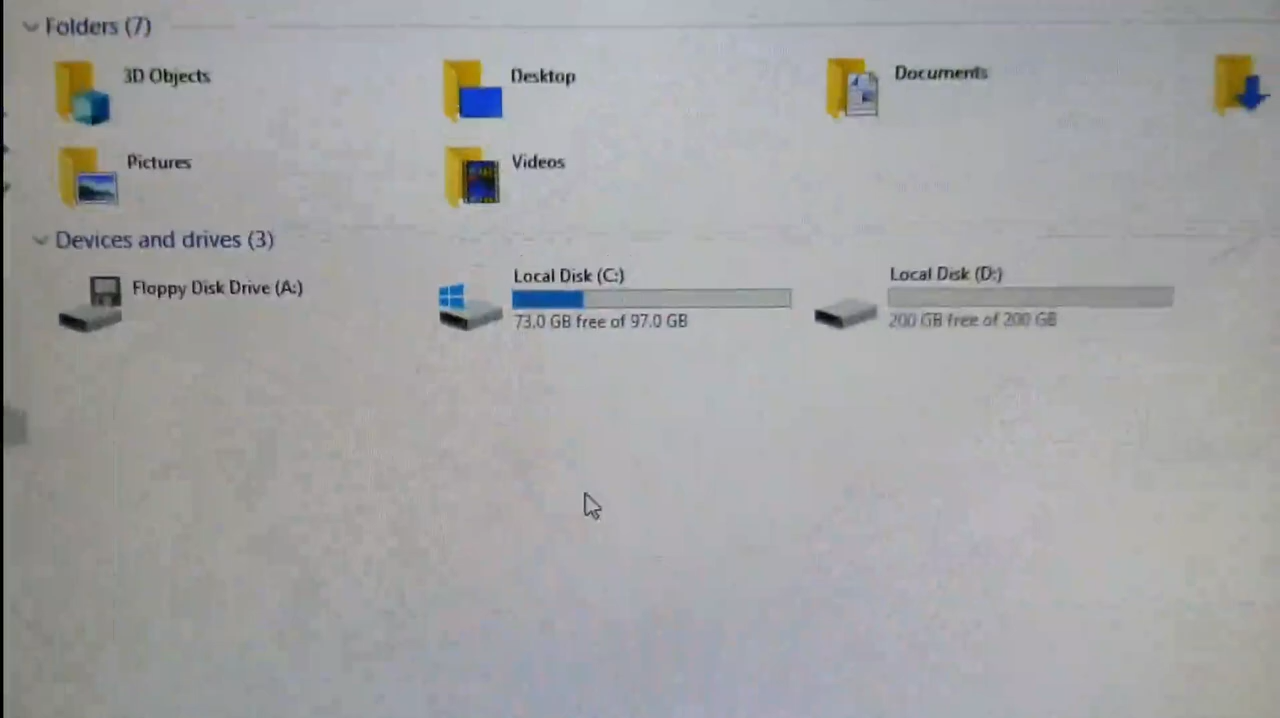 Folders (7)
3D Objects
Desktop
Documents
Pictures
Videos
Devices and drives (3)
Floppy Disk Drive (A:)
Local Disk (C:)
73.0 GB free of 97.0 GB
Local Disk (D:)
200 GB free of 200 GB